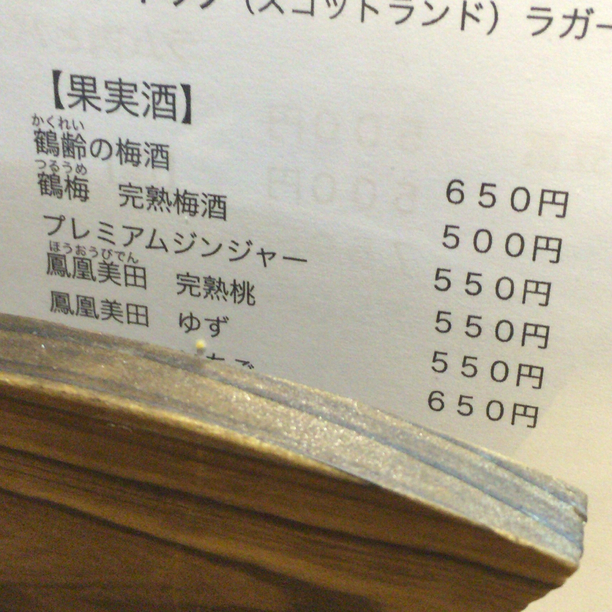 （スコットランド）ラガー
【果実酒】
かくれい
鶴齢の梅酒 650円
つるうめ
鶴梅 完熟梅酒 500円
プレミアムジンジャー 550円
ほうおうびでん
鳳凰美田 完熟桃 550円
鳳凰美田 ゆず 550円
650円